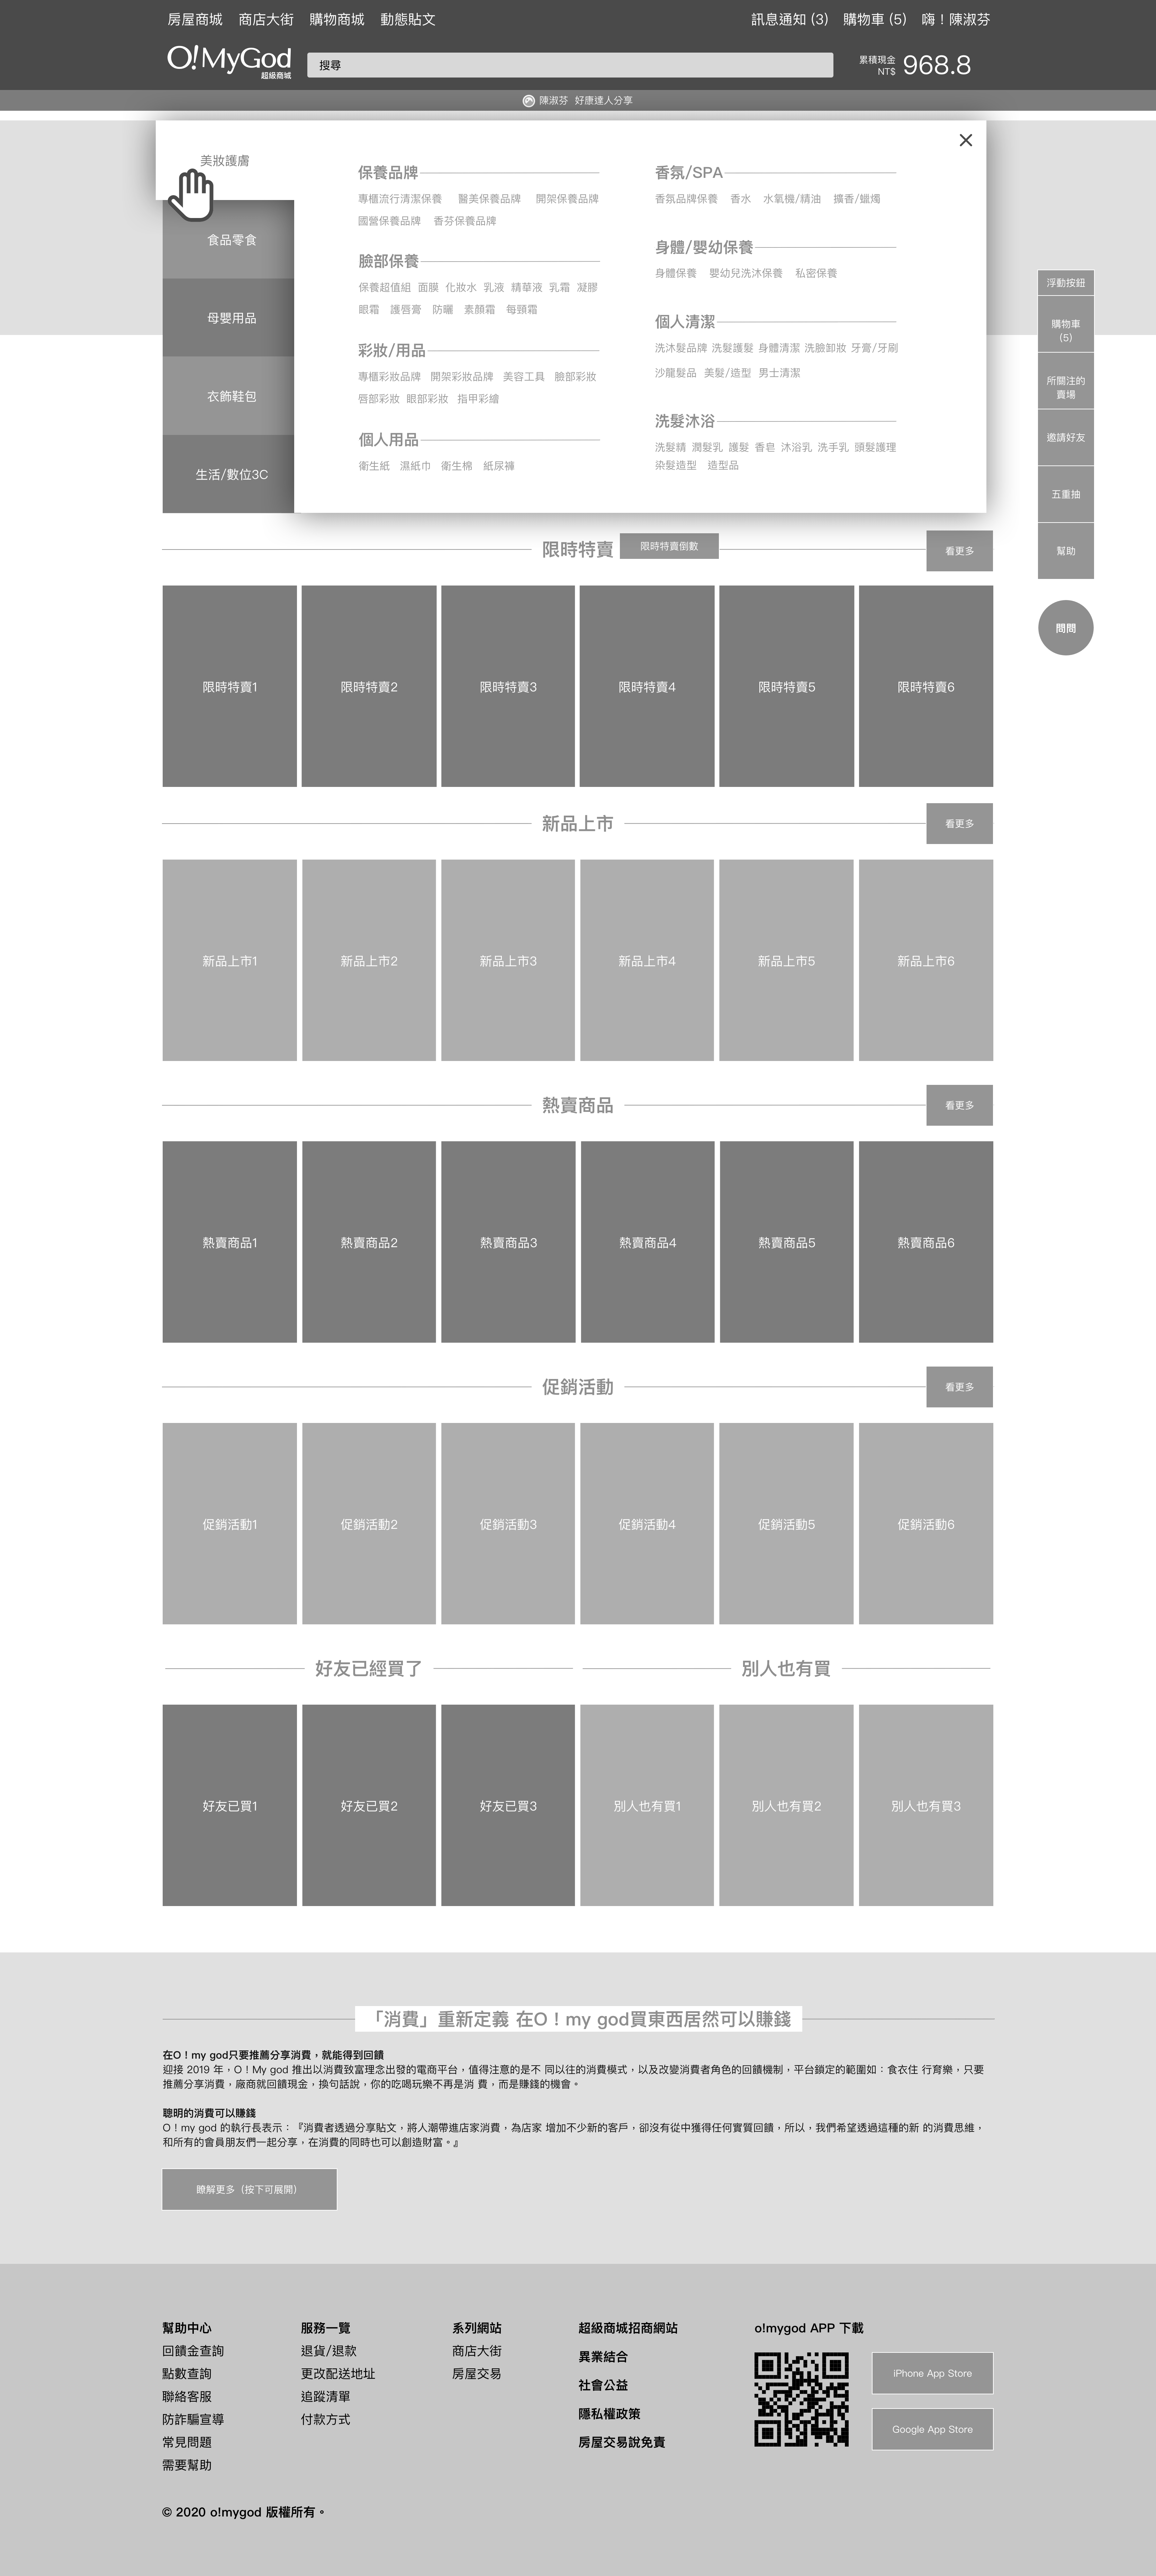 房屋商城 商店大街 購物商城 動態貼文 訊息通知 (3) 購物車 (5) 嗨！陳淑芬
O!MyGod
超級商城
搜尋
累積現金
NT$
968.8
陳淑芬 好康達人分享
美妝護膚
食品零食
母嬰用品
衣飾鞋包
生活/數位3C
保養品牌
專櫃流行清潔保養 醫美保養品牌 開架保養品牌
國營保養品牌 香芬保養品牌
臉部保養
保養超值組 面膜 化妝水 乳液 精華液 乳霜 凝膠
眼霜 護唇膏 防曬 素顏霜 每頸霜
彩妝/用品
專櫃彩妝品牌 開架彩妝品牌 美容工具 臉部彩妝
唇部彩妝 眼部彩妝 指甲彩繪
個人用品
衛生紙 濕紙巾 衛生棉 紙尿褲
香氛/SPA
香氛品牌保養 香水 水氧機/精油 擴香/蠟燭
身體/嬰幼保養
身體保養 嬰幼兒洗沐保養 私密保養
個人清潔
洗沐髮品牌 洗髮護髮 身體清潔 洗臉卸妝 牙膏/牙刷
沙龍髮品 美髮/造型 男士清潔
洗髮沐浴
洗髮精 潤髮乳 護髮 香皂 沐浴乳 洗手乳 頭髮護理
染髮造型 造型品
浮動按鈕
購物車
(5)
所關注的
賣場
邀請好友
五重抽
幫助
問問
限時特賣 限時特賣倒數 看更多
限時特賣1 限時特賣2 限時特賣3 限時特賣4 限時特賣5 限時特賣6
新品上市 看更多
新品上市1 新品上市2 新品上市3 新品上市4 新品上市5 新品上市6
熱賣商品 看更多
熱賣商品1 熱賣商品2 熱賣商品3 熱賣商品4 熱賣商品5 熱賣商品6
促銷活動 看更多
促銷活動1 促銷活動2 促銷活動3 促銷活動4 促銷活動5 促銷活動6
好友已經買了 別人也有買
好友已買1 好友已買2 好友已買3 別人也有買1 別人也有買2 別人也有買3
「消費」重新定義 在O！my god買東西居然可以賺錢
在O！my god只要推薦分享消費，就能得到回饋
迎接 2019 年，O！My god 推出以消費致富理念出發的電商平台，值得注意的是不 同以往的消費模式，以及改變消費者角色的回饋機制，平台鎖定的範圍如：食衣住 行育樂，只要
推薦分享消費，廠商就回饋現金，換句話說，你的吃喝玩樂不再是消 費，而是賺錢的機會。
聰明的消費可以賺錢
O！my god 的執行長表示：『消費者透過分享貼文，將人潮帶進店家消費，為店家 增加不少新的客戶，卻沒有從中獲得任何實質回饋，所以，我們希望透過這種的新 的消費思維，
和所有的會員朋友們一起分享，在消費的同時也可以創造財富。』
瞭解更多（按下可展開）
幫助中心
回饋金查詢
點數查詢
聯絡客服
防詐騙宣導
常見問題
需要幫助
服務一覽
退貨/退款
更改配送地址
追蹤清單
付款方式
系列網站
商店大街
房屋交易
超級商城招商網站
異業結合
社會公益
隱私權政策
房屋交易說免責
o!mygod APP 下載
iPhone App Store
Google App Store
© 2020 o!mygod 版權所有。